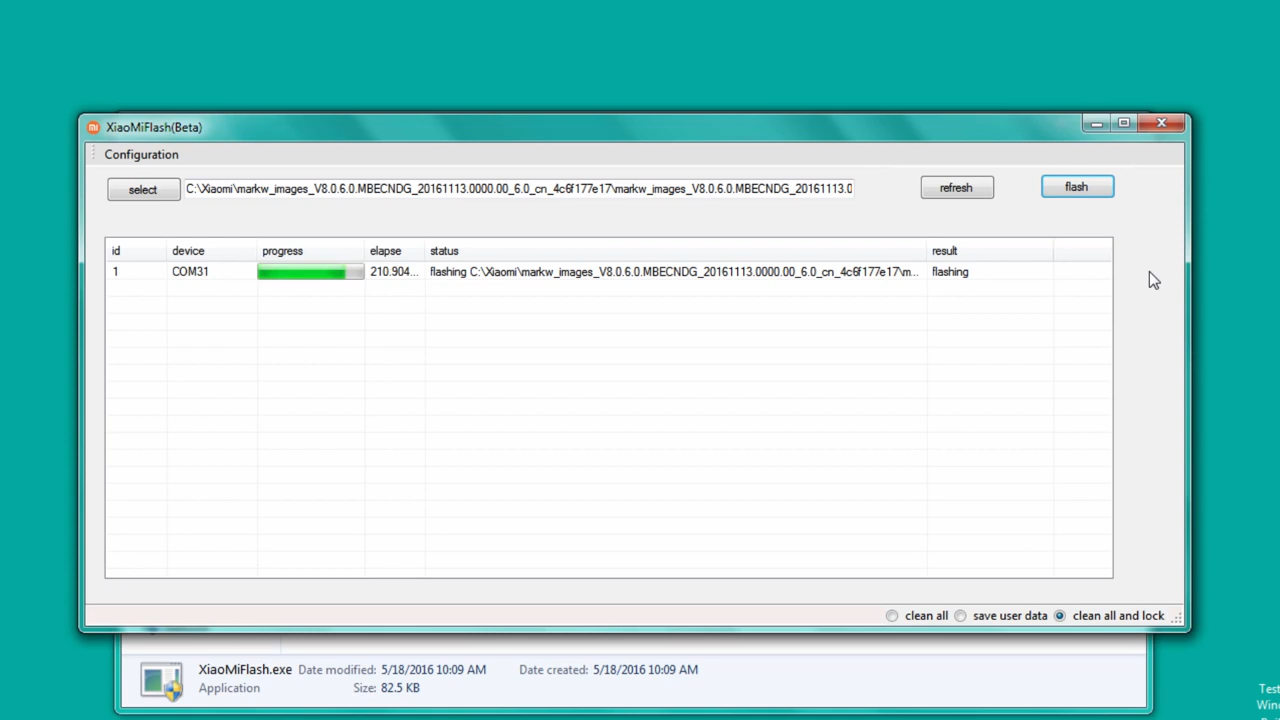 XiaoMiFlash(Beta)
Configuration
select C:\Xiaomi\markw_images_V8.0.6.0.MBECNDG_20161113.0000.00_6.0_cn_4c6f177e17\markw_images_V8.0.6.0.MBECNDG_20161113.0 refresh flash
id device progress elapse status result
1 COM31 210.904... flashing C:\Xiaomi\markw_images_V8.0.6.0.MBECNDG_20161113.0000.00_6.0_cn_4c6f177e17\m... flashing
clean all save user data clean all and lock
XiaoMiFlash.exe Date modified: 5/18/2016 10:09 AM Date created: 5/18/2016 10:09 AM
Application Size: 82.5 KB
Test
Wind